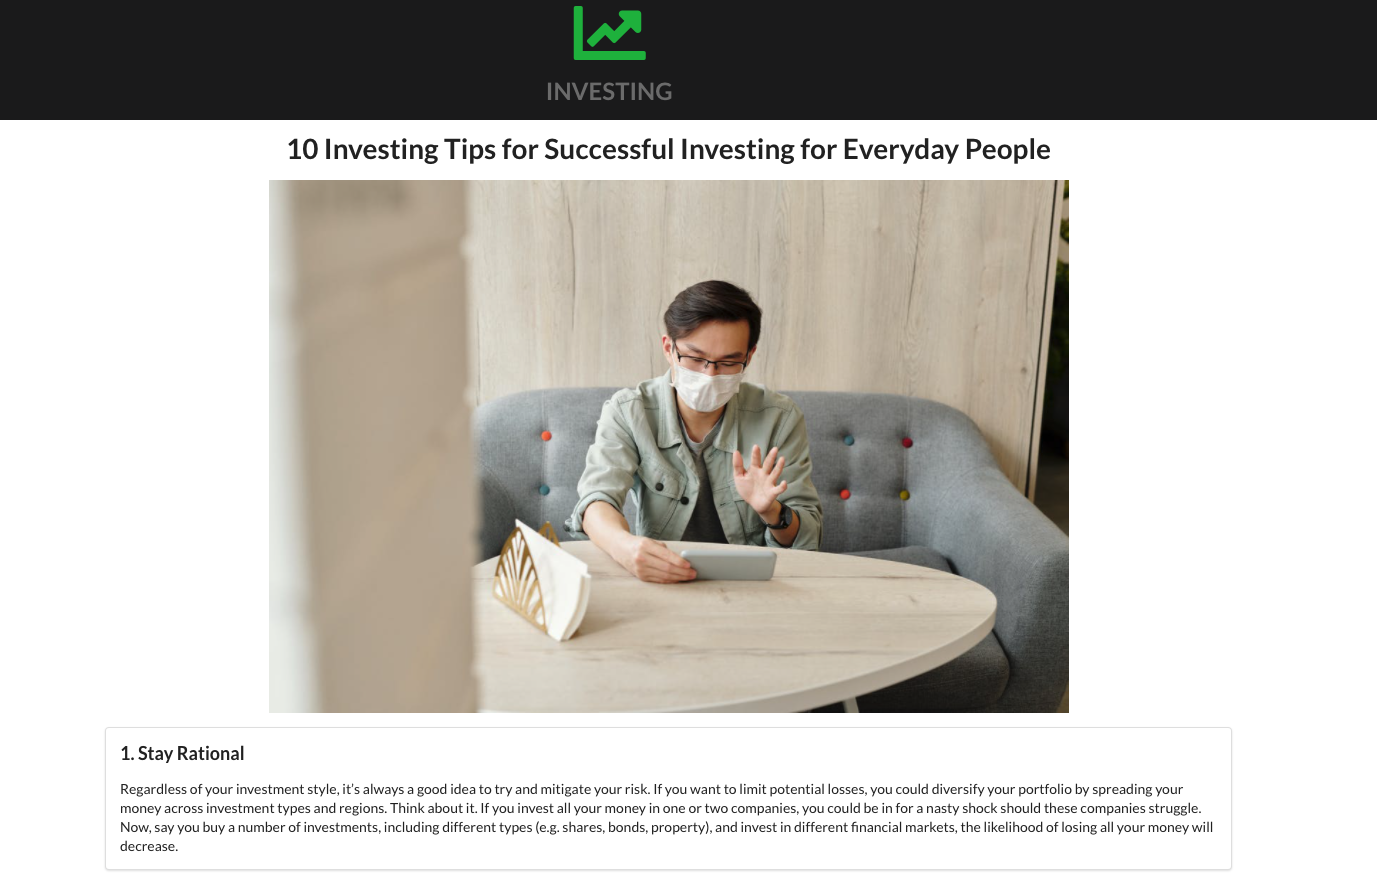 INVESTING
10 Investing Tips for Successful Investing for Everyday People
1. Stay Rational
Regardless of your investment style, it’s always a good idea to try and mitigate your risk. If you want to limit potential losses, you could diversify your portfolio by spreading your
money across investment types and regions. Think about it. If you invest all your money in one or two companies, you could be in for a nasty shock should these companies struggle.
Now, say you buy a number of investments, including different types (e.g. shares, bonds, property), and invest in different financial markets, the likelihood of losing all your money will
decrease.